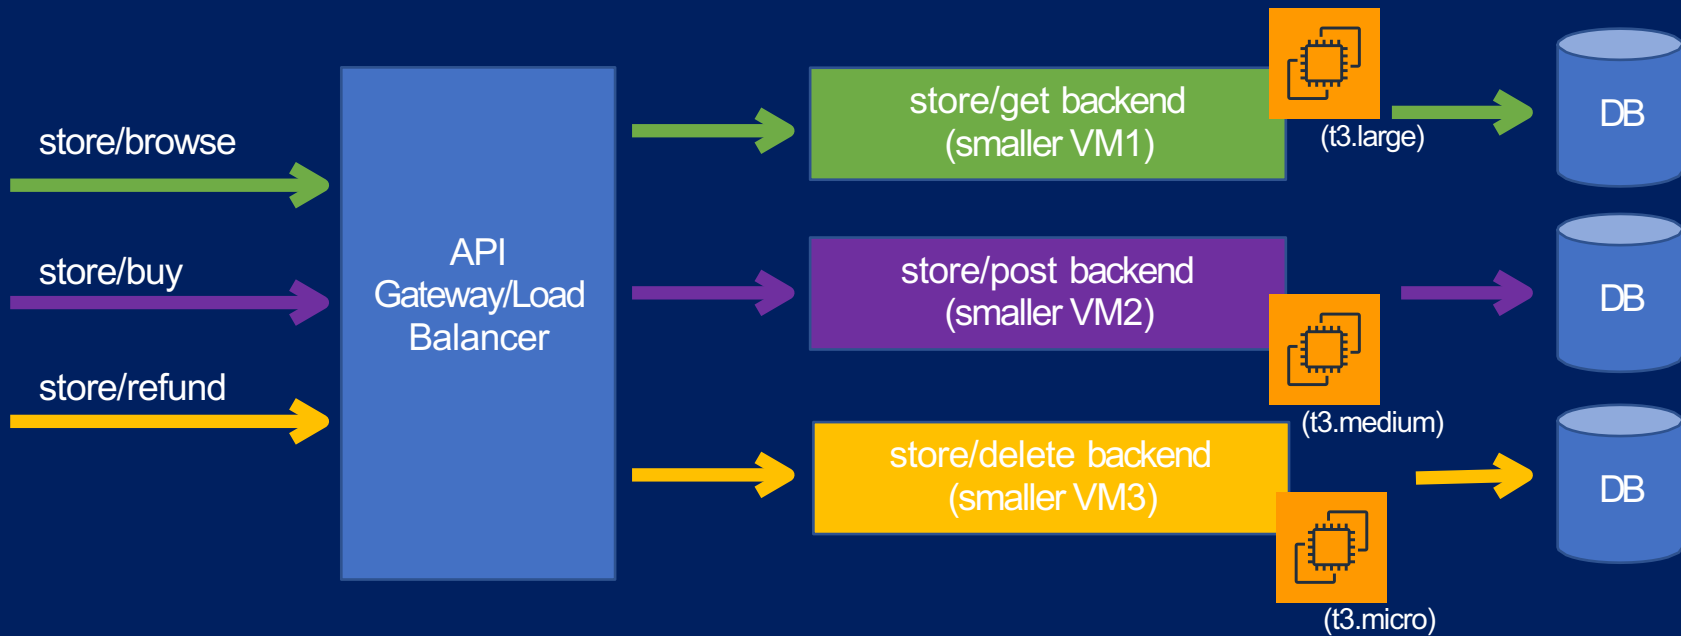 store/browse
store/buy
store/refund
API
Gateway/Load
Balancer
store/get backend
(smaller VM1)
(t3.large)
DB
store/post backend
(smaller VM2)
(t3.medium)
DB
store/delete backend
(smaller VM3)
(t3.micro)
DB